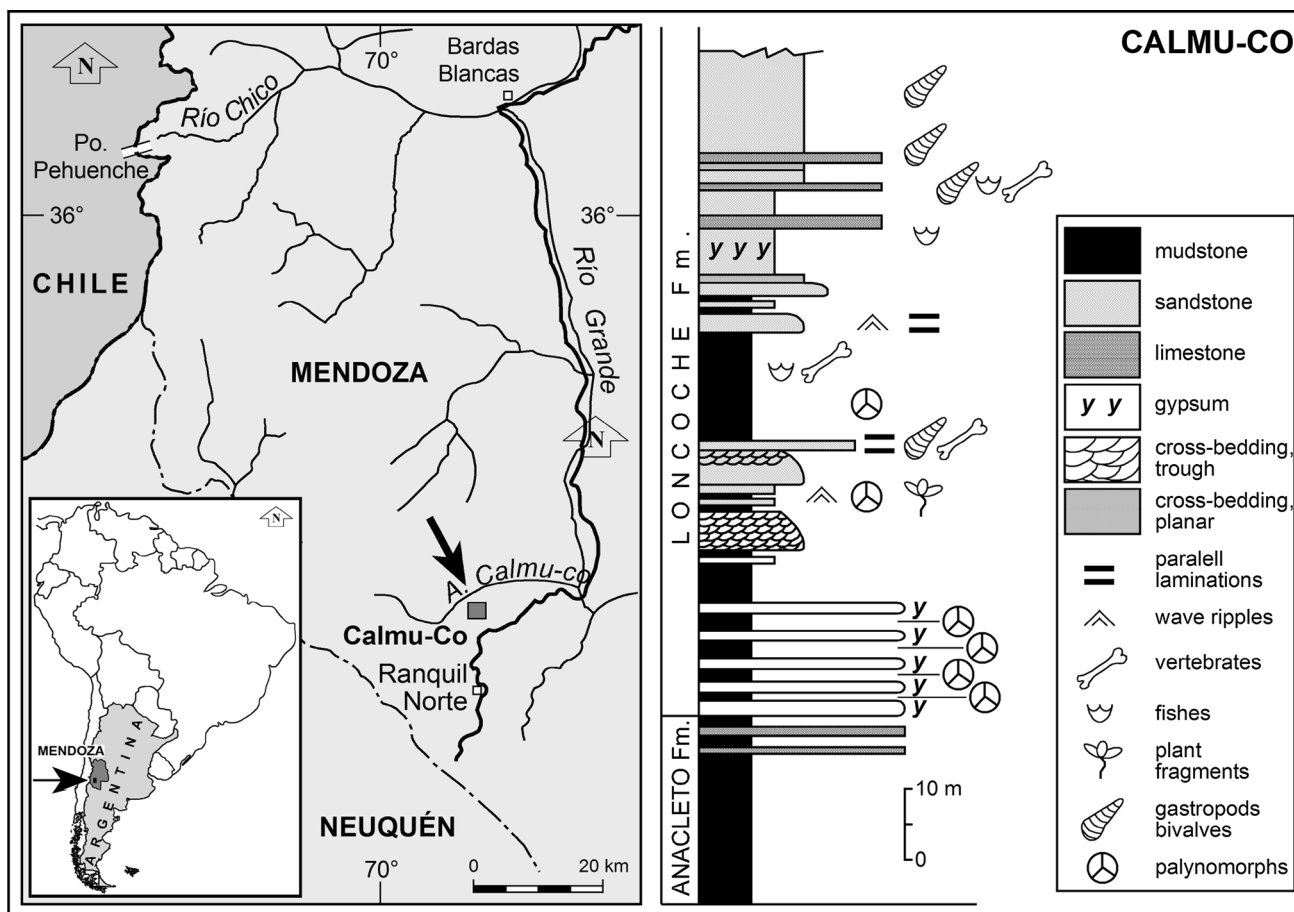 CALMU-CO
N
70°
Bardas
Blancas
Río Chico
Po.
Pehuenche
36°
36°
CHILE
Río Grande
MENDOZA
N
A. Calmu-co
Calmu-Co
Ranquil
Norte
NEUQUÉN
70°
0
20 km
N
MENDOZA
ARGENTINA
LONCOCHE Fm.
ANACLETO Fm.
y y y
y
y
y
y
y
10 m
0
mudstone
sandstone
limestone
y y
gypsum
cross-bedding,
trough
cross-bedding,
planar
paralell
laminations
wave ripples
vertebrates
fishes
plant
fragments
gastropods
bivalves
palynomorphs